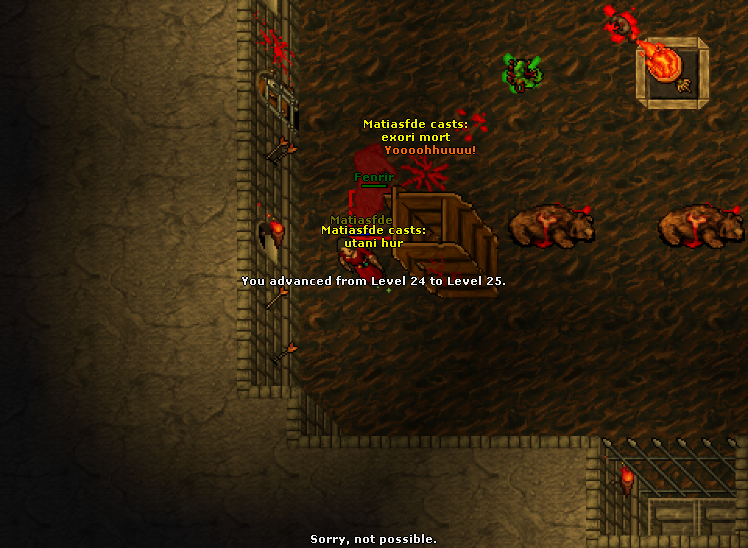 Matiasfde casts:
exori mort
Yoooohhuuuu!
Fenrir
Matiasfde
Matiasfde casts:
utani hur
You advanced from Level 24 to Level 25.
Sorry, not possible.